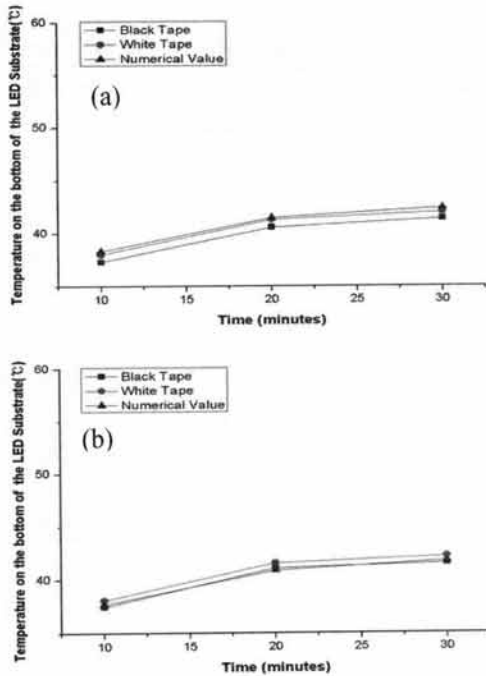 Temperature on the bottom of the LED Substrate(℃)
60
50
40
Black Tape
White Tape
Numerical Value
(a)
10
15
20
25
30
Time (minutes)
Temperature on the bottom of the LED Substrate(℃)
60
50
40
Black Tape
White Tape
Numerical Value
(b)
10
15
20
25
30
Time (minutes)